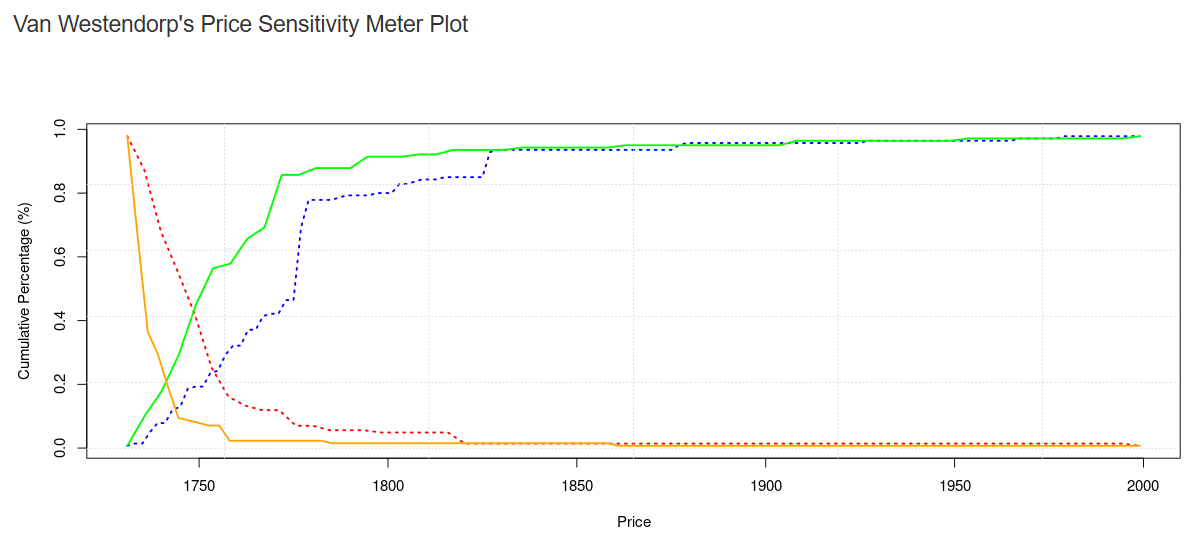 Van Westendorp's Price Sensitivity Meter Plot
Cumulative Percentage (%)
1.0
0.8
0.6
0.4
0.2
0.0
1750 1800 1850 1900 1950 2000
Price